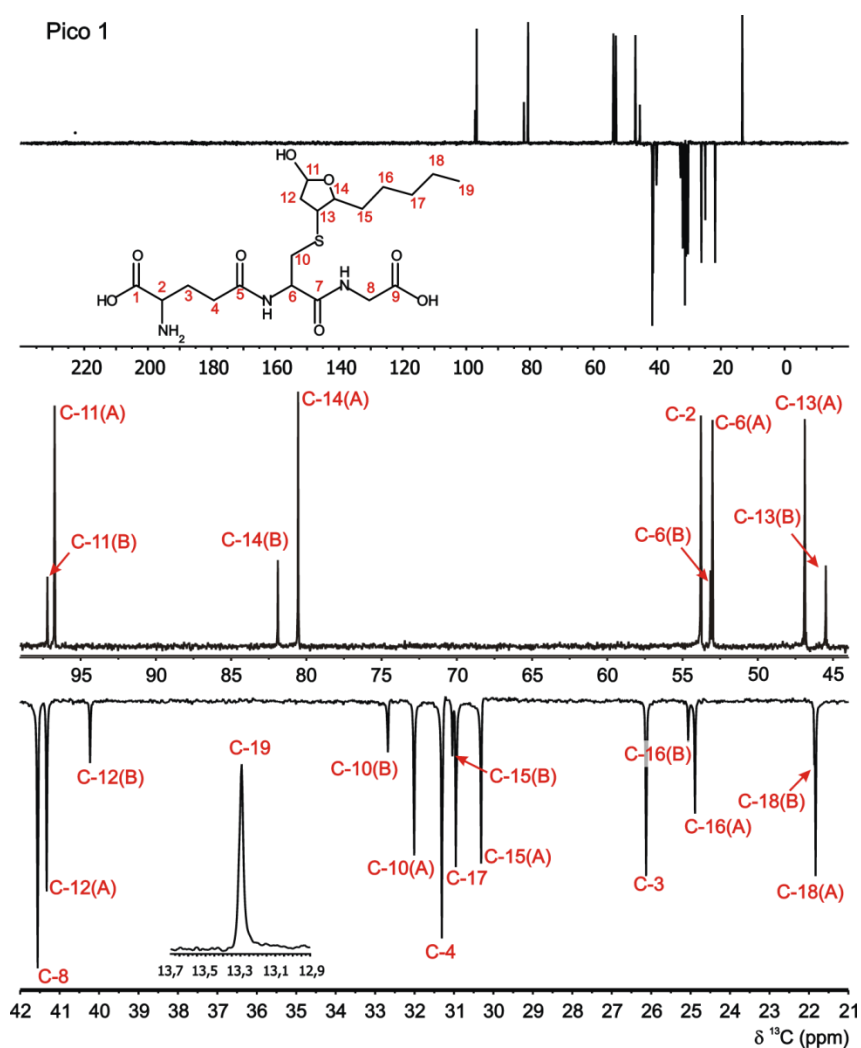 Pico 1
HO
11
O
18
12
14
16
13
15
17
19
S
10
O
O
H
O
HO
1
2
3
4
5
N
H
6
7
N
8
9
OH
NH2
O
220 200 180 160 140 120 100 80 60 40 20 0
C-11(A)
C-11(B)
C-14(A)
C-14(B)
C-2
C-6(A)
C-6(B)
C-13(A)
C-13(B)
95 90 85 80 75 70 65 60 55 50 45
C-8
C-12(A)
C-12(B)
C-19
13,7 13,5 13,3 13,1 12,9
C-10(B)
C-10(A)
C-4
C-15(B)
C-17
C-15(A)
C-3
C-16(B)
C-16(A)
C-18(B)
C-18(A)
42 41 40 39 38 37 36 35 34 33 32 31 30 29 28 27 26 25 24 23 22 21
δ ¹³C (ppm)